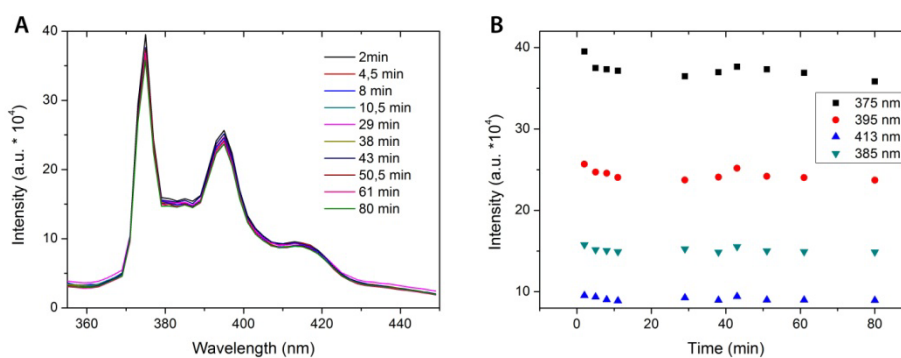 A
40
30
20
10
0
Intensity (a.u. * 10⁴)
360
380
400
420
440
Wavelength (nm)
2min
4,5 min
8 min
10,5 min
29 min
38 min
43 min
50,5 min
61 min
80 min
B
40
30
20
10
Intensity (a.u. *10⁴)
0
20
40
60
80
Time (min)
375 nm
395 nm
413 nm
385 nm